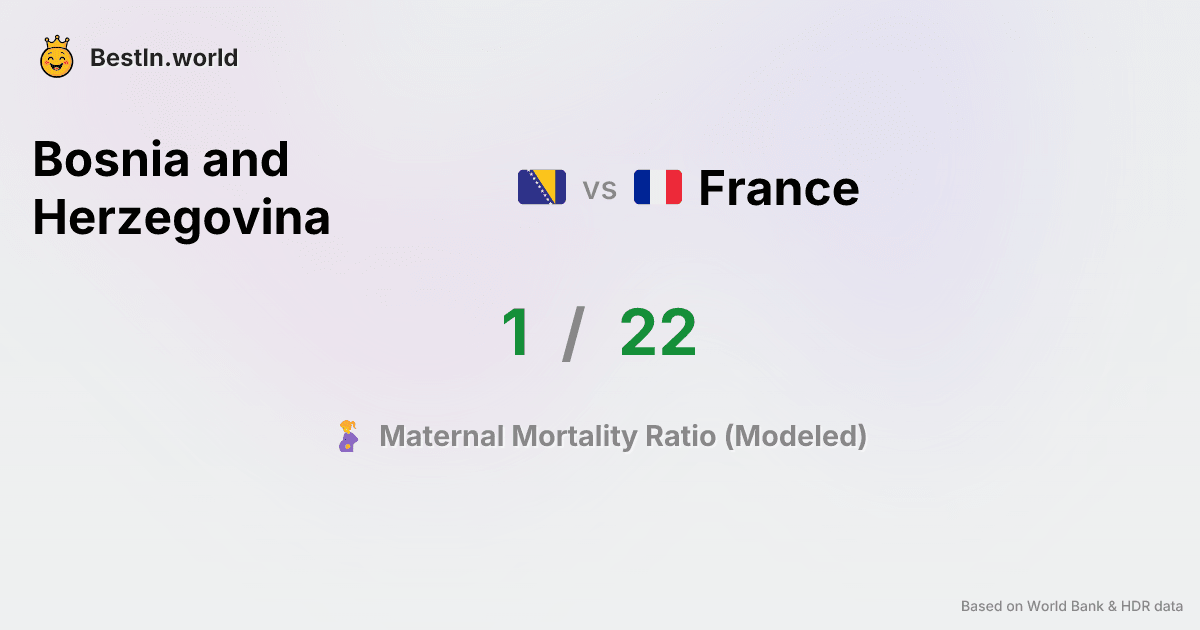 BestIn.world
Bosnia and
Herzegovina
vs
France
1 / 22
Maternal Mortality Ratio (Modeled)
Based on World Bank & HDR data